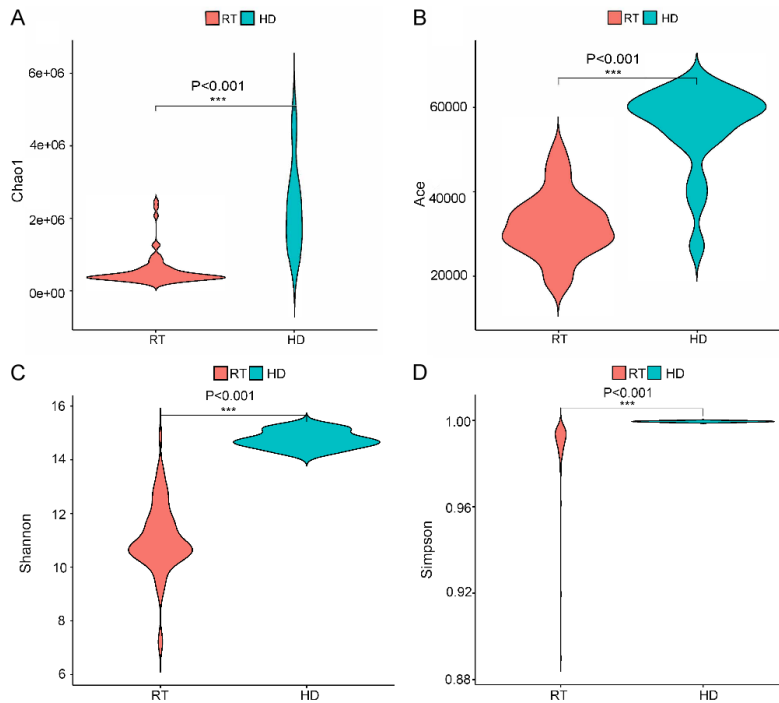 A
RT HD
6e+06
4e+06
2e+06
0e+00
Chao1
P<0.001
***
RT HD
B
RT HD
60000
40000
20000
Ace
P<0.001
***
RT HD
C
RT HD
16
14
12
11
10
8
6
Shannon
P<0.001
***
RT HD
D
RT HD
1.00
0.96
0.92
0.88
Simpson
P<0.001
***
RT HD